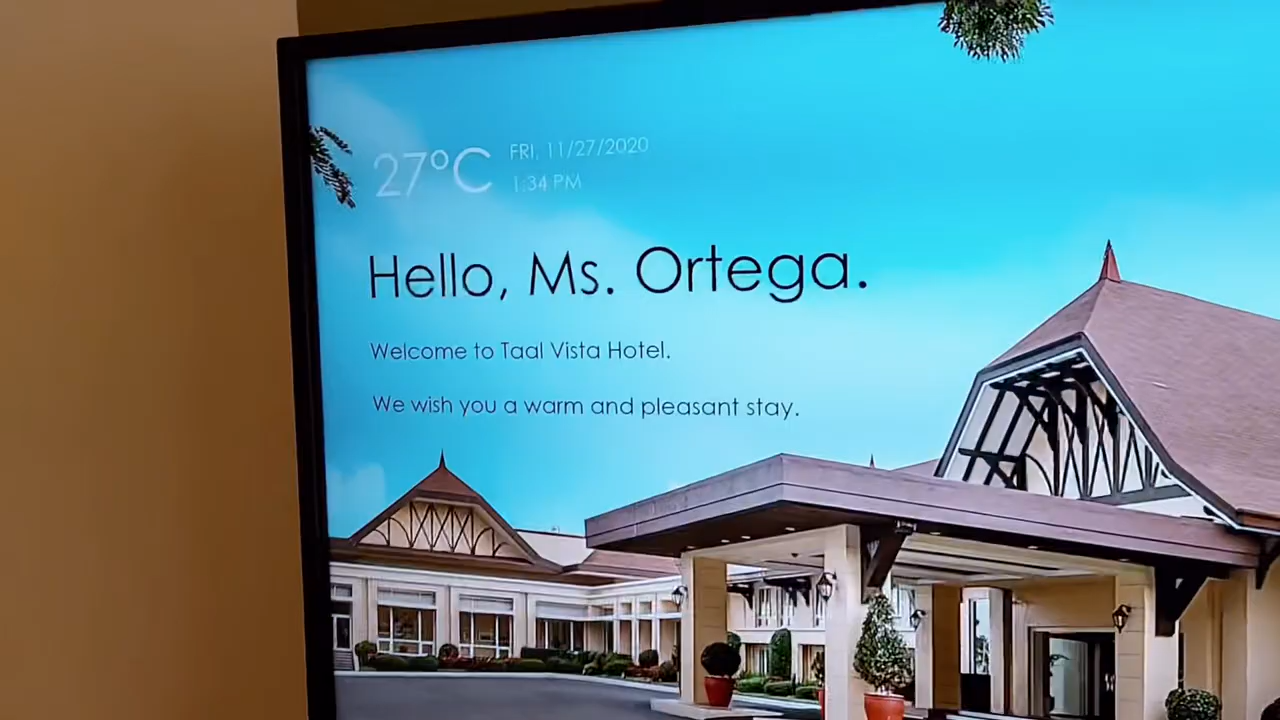 27°C
FRI, 11/27/2020
1:34 PM
Hello, Ms. Ortega.
Welcome to Taal Vista Hotel.
We wish you a warm and pleasant stay.